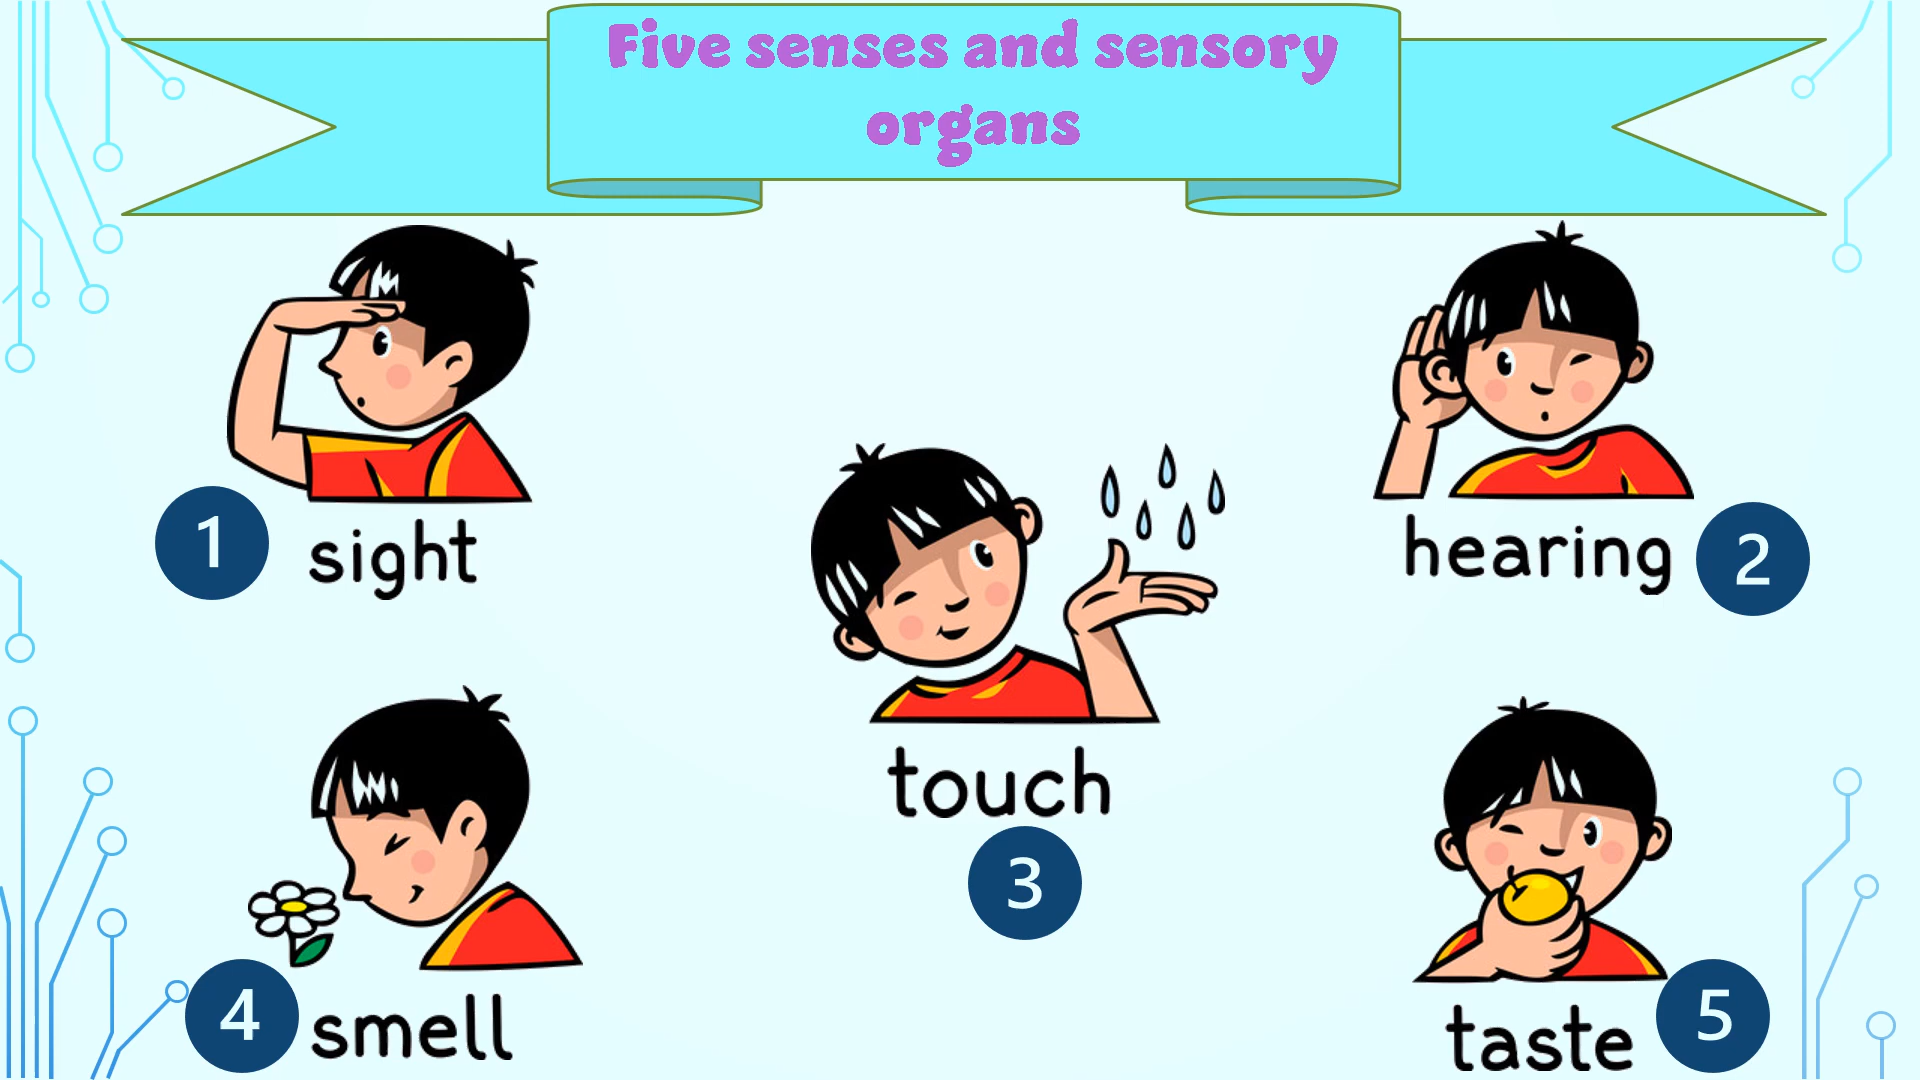 Five senses and sensory
organs
1 sight
hearing 2
touch
3
4 smell
taste 5